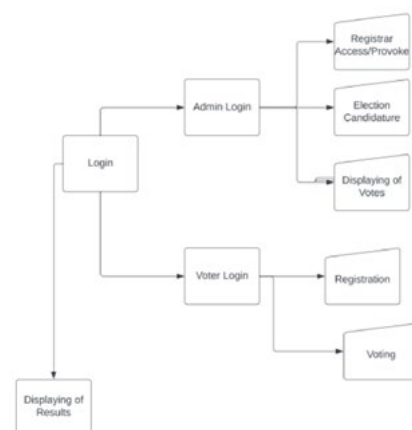 Registrar
Access/Provoke
Admin Login
Election
Candidature
Login
Displaying of
Votes
Voter Login
Registration
Voting
Displaying of
Results